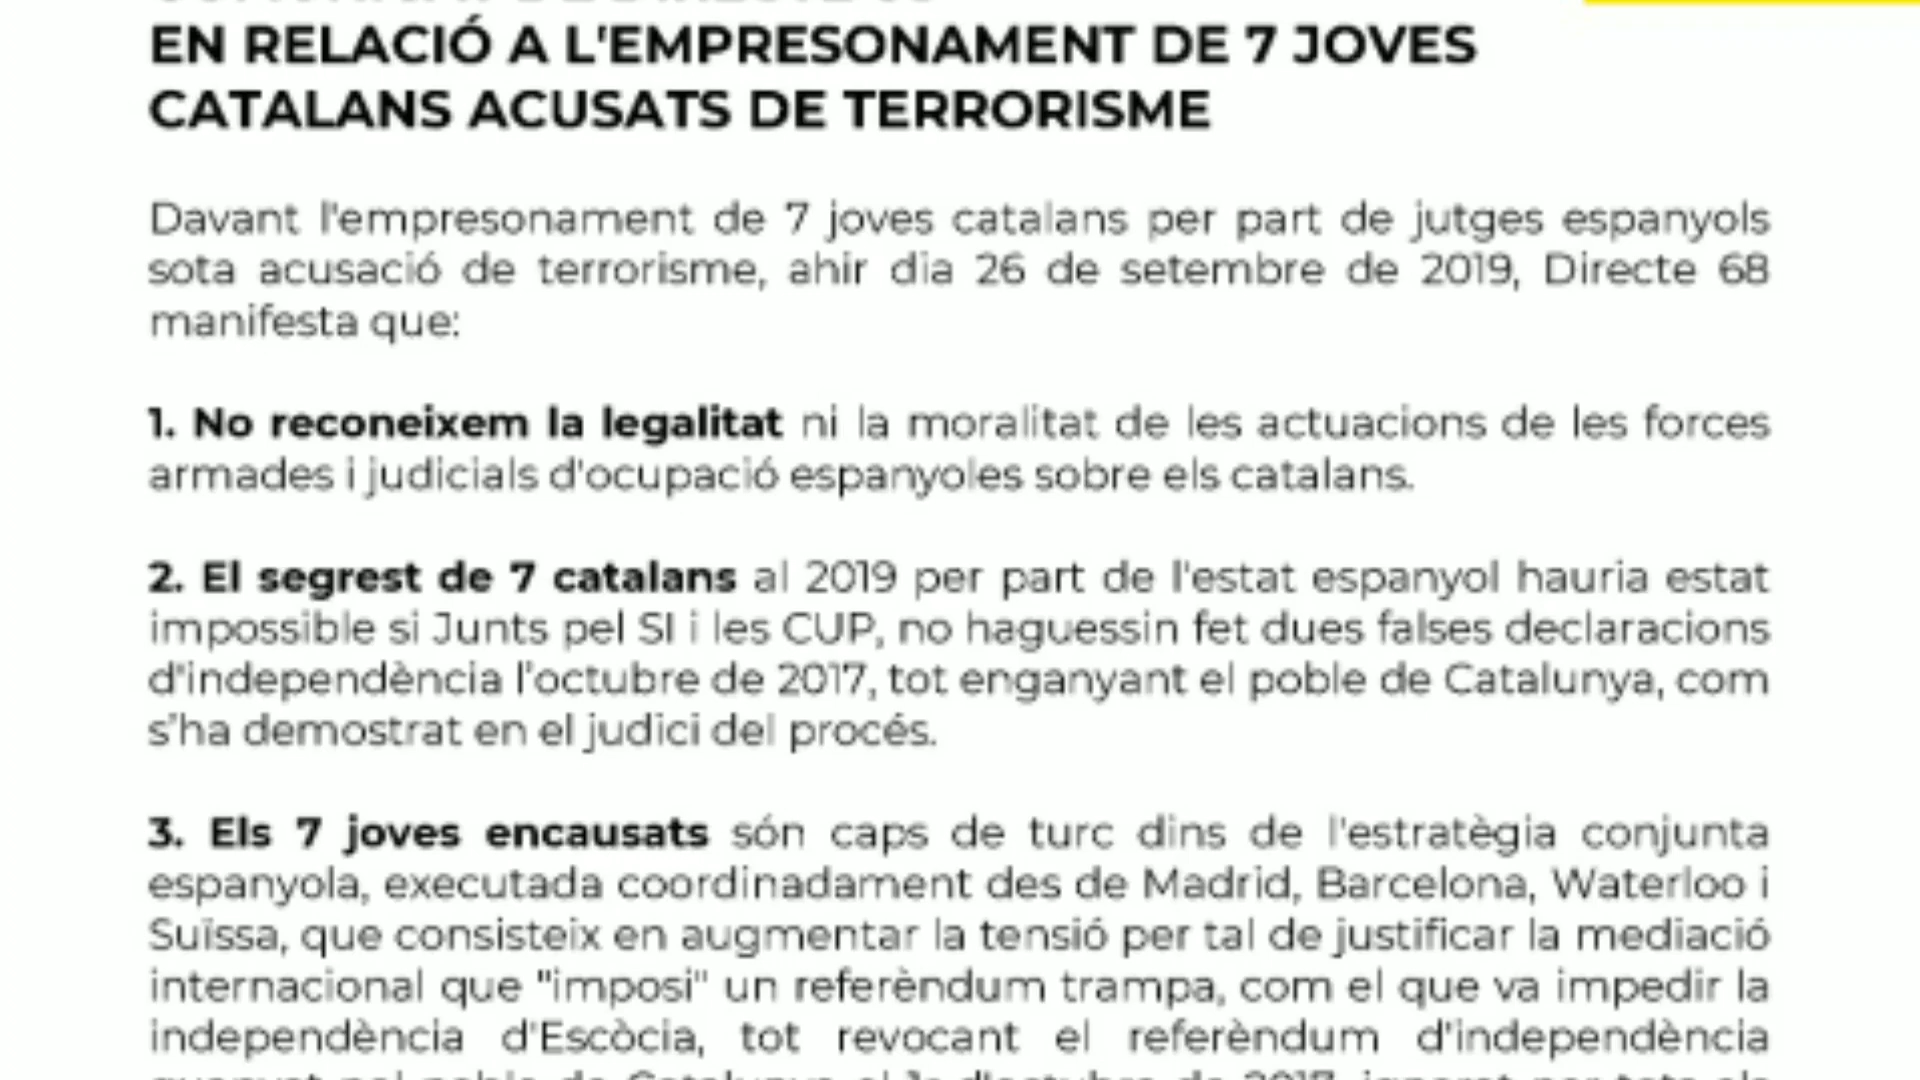 EN RELACIÓ A L'EMPRESONAMENT DE 7 JOVES
CATALANS ACUSATS DE TERRORISME
Davant l'empresonament de 7 joves catalans per part de jutges espanyols
sota acusació de terrorisme, ahir dia 26 de setembre de 2019, Directe 68
manifesta que:
1. No reconeixem la legalitat ni la moralitat de les actuacions de les forces
armades i judicials d'ocupació espanyoles sobre els catalans.
2. El segrest de 7 catalans al 2019 per part de l'estat espanyol hauria estat
impossible si Junts pel SI i les CUP, no haguessin fet dues falses declaracions
d'independència l'octubre de 2017, tot enganyant el poble de Catalunya, com
s'ha demostrat en el judici del procés.
3. Els 7 joves encausats són caps de turc dins de l'estratègia conjunta
espanyola, executada coordinadament des de Madrid, Barcelona, Waterloo i
Suïssa, que consisteix en augmentar la tensió per tal de justificar la mediació
internacional que "imposi" un referèndum trampa, com el que va impedir la
independència d'Escòcia, tot revocant el referèndum d'independència